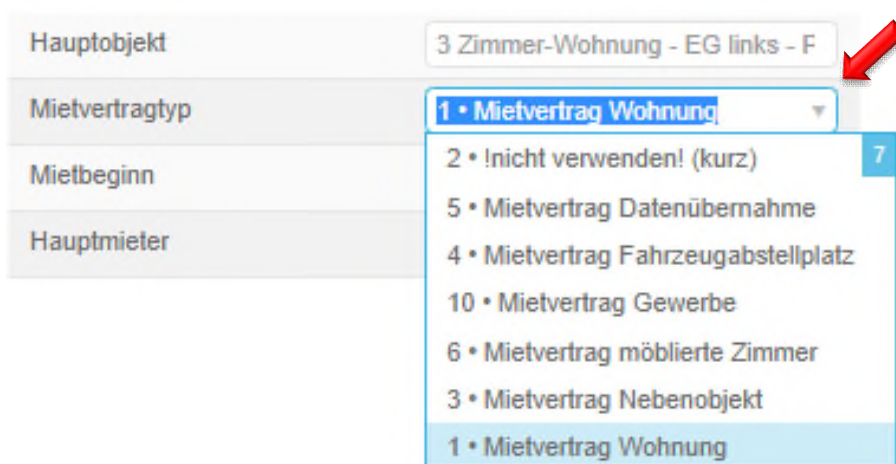 Hauptobjekt 3 Zimmer-Wohnung - EG links - F
Mietvertragtyp 1 • Mietvertrag Wohnung
Mietbeginn
Hauptmieter
2 • !nicht verwenden! (kurz) 7
5 • Mietvertrag Datenübernahme
4 • Mietvertrag Fahrzeugabstellplatz
10 • Mietvertrag Gewerbe
6 • Mietvertrag möblierte Zimmer
3 • Mietvertrag Nebenobjekt
1 • Mietvertrag Wohnung